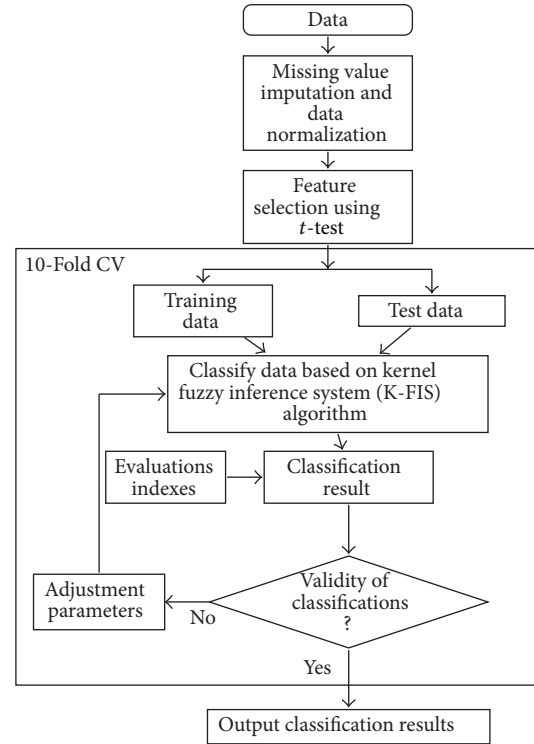 Data
Missing value
imputation and
data
normalization
Feature
selection using
t-test
10-Fold CV
Training
data
Test data
Classify data based on kernel
fuzzy inference system (K-FIS)
algorithm
Evaluations
indexes
Classification
result
Adjustment
parameters
No
Validity of
classifications
?
Yes
Output classification results